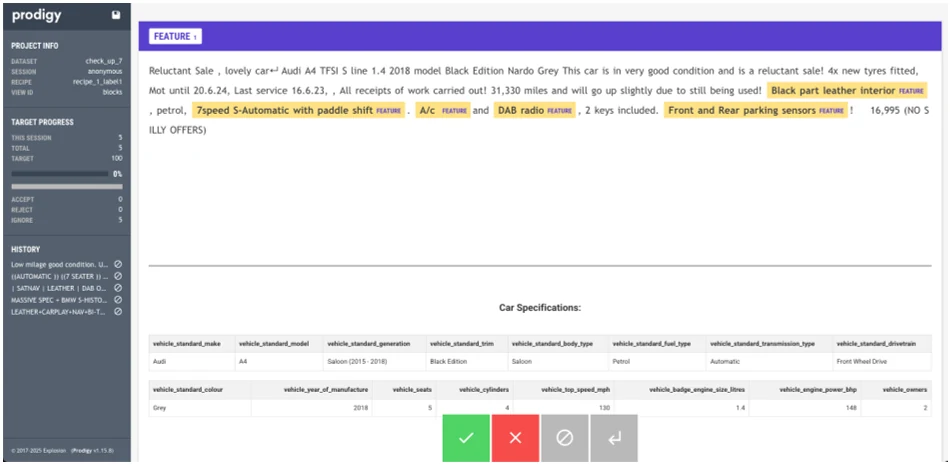 prodigy
PROJECT INFO
DATASET check_up_7
SESSION anonymous
RECIPE recipe_1_label1
VIEW ID blocks
TARGET PROGRESS
THIS SESSION 5
TOTAL 5
TARGET 100
0%
ACCEPT 0
REJECT 0
IGNORE 5
HISTORY
Low milage good condition. U...
((AUTOMATIC )) ((7 SEATER )) ...
| SATNAV | LEATHER | DAB O...
MASSIVE SPEC + BMW S-HISTO...
LEATHER+CARPLAY+NAV+BI-T...
© 2017-2025 Explosion (Prodigy v1.15.8)
FEATURE 1
Reluctant Sale , lovely car↵ Audi A4 TFSI S line 1.4 2018 model Black Edition Nardo Grey This car is in very good condition and is a reluctant sale! 4x new tyres fitted,
Mot until 20.6.24, Last service 16.6.23, , All receipts of work carried out! 31,330 miles and will go up slightly due to still being used! Black part leather interior FEATURE
, petrol, 7speed S-Automatic with paddle shift FEATURE . A/c FEATURE and DAB radio FEATURE , 2 keys included. Front and Rear parking sensors FEATURE ! 16,995 (NO S
ILLY OFFERS)
Car Specifications:
vehicle_standard_make vehicle_standard_model vehicle_standard_generation vehicle_standard_trim vehicle_standard_body_type vehicle_standard_fuel_type vehicle_standard_transmission_type vehicle_standard_drivetrain
Audi A4 Saloon (2015 - 2018) Black Edition Saloon Petrol Automatic Front Wheel Drive
vehicle_standard_colour vehicle_year_of_manufacture vehicle_seats vehicle_cylinders vehicle_top_speed_mph vehicle_badge_engine_size_litres vehicle_engine_power_bhp vehicle_owners
Grey 2018 5 4 130 1.4 148 2